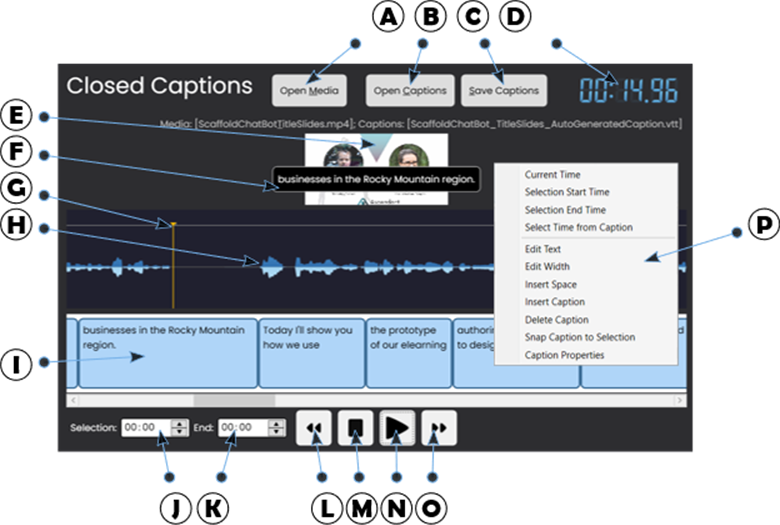 A B C D
Closed Captions
Open Media
Open Captions
Save Captions
00:14.96
Media: [ScaffoldChatBotTitleSlides.mp4]; Captions: [ScaffoldChatBot_TitleSlides_AutoGeneratedCaption.vtt]
E
F
businesses in the Rocky Mountain region.
G
H
Current Time
Selection Start Time
Selection End Time
Select Time from Caption
Edit Text
Edit Width
Insert Space
Insert Caption
Delete Caption
Snap Caption to Selection
Caption Properties
P
I
businesses in the Rocky Mountain
region.
Today I'll show you
how we use
the prototype
of our elearning
authorin
to desig
d
Selection: 00:00 End: 00:00
J K L M N O